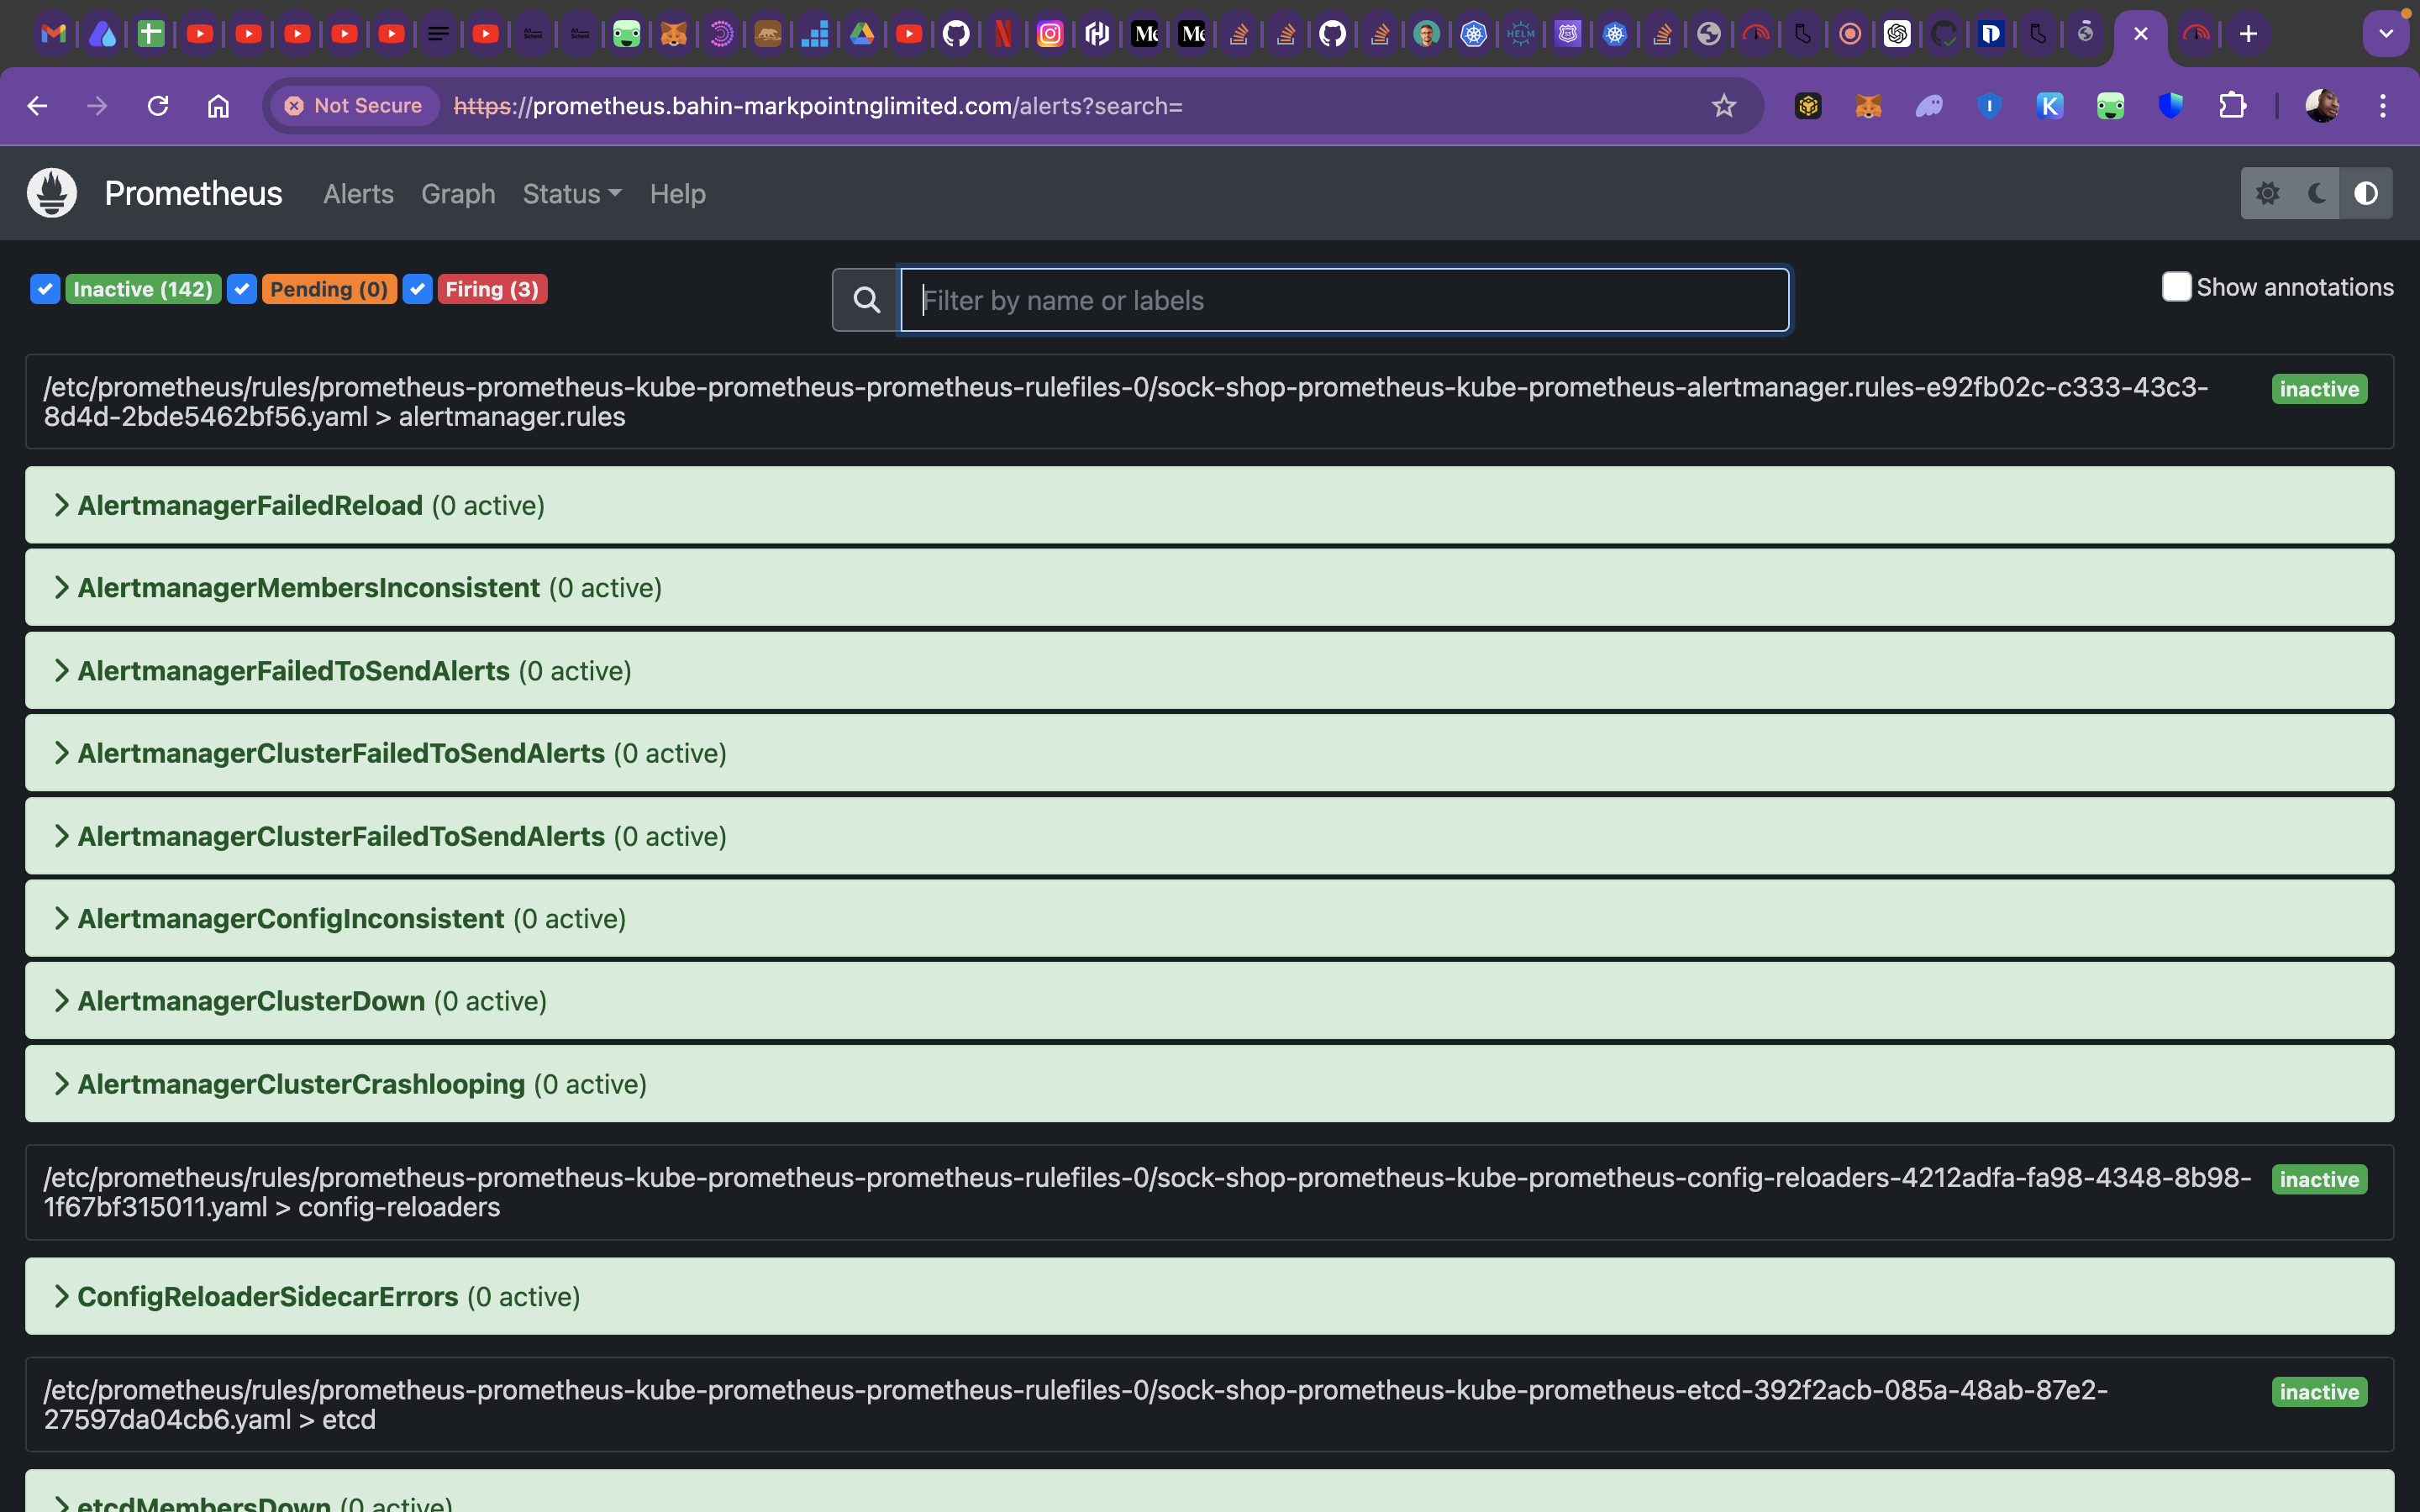 Not Secure https://prometheus.bahin-markpointnglimited.com/alerts?search=
Prometheus Alerts Graph Status Help
Inactive (142) Pending (0) Firing (3) Filter by name or labels Show annotations
/etc/prometheus/rules/prometheus-prometheus-kube-prometheus-prometheus-rulefiles-0/sock-shop-prometheus-kube-prometheus-alertmanager.rules-e92fb02c-c333-43c3- inactive
8d4d-2bde5462bf56.yaml > alertmanager.rules
AlertmanagerFailedReload (0 active)
AlertmanagerMembersInconsistent (0 active)
AlertmanagerFailedToSendAlerts (0 active)
AlertmanagerClusterFailedToSendAlerts (0 active)
AlertmanagerClusterFailedToSendAlerts (0 active)
AlertmanagerConfigInconsistent (0 active)
AlertmanagerClusterDown (0 active)
AlertmanagerClusterCrashlooping (0 active)
/etc/prometheus/rules/prometheus-prometheus-kube-prometheus-prometheus-rulefiles-0/sock-shop-prometheus-kube-prometheus-config-reloaders-4212adfa-fa98-4348-8b98- inactive
1f67bf315011.yaml > config-reloaders
ConfigReloaderSidecarErrors (0 active)
/etc/prometheus/rules/prometheus-prometheus-kube-prometheus-prometheus-rulefiles-0/sock-shop-prometheus-kube-prometheus-etcd-392f2acb-085a-48ab-87e2- inactive
27597da04cb6.yaml > etcd
etcdMembersDown (0 active)